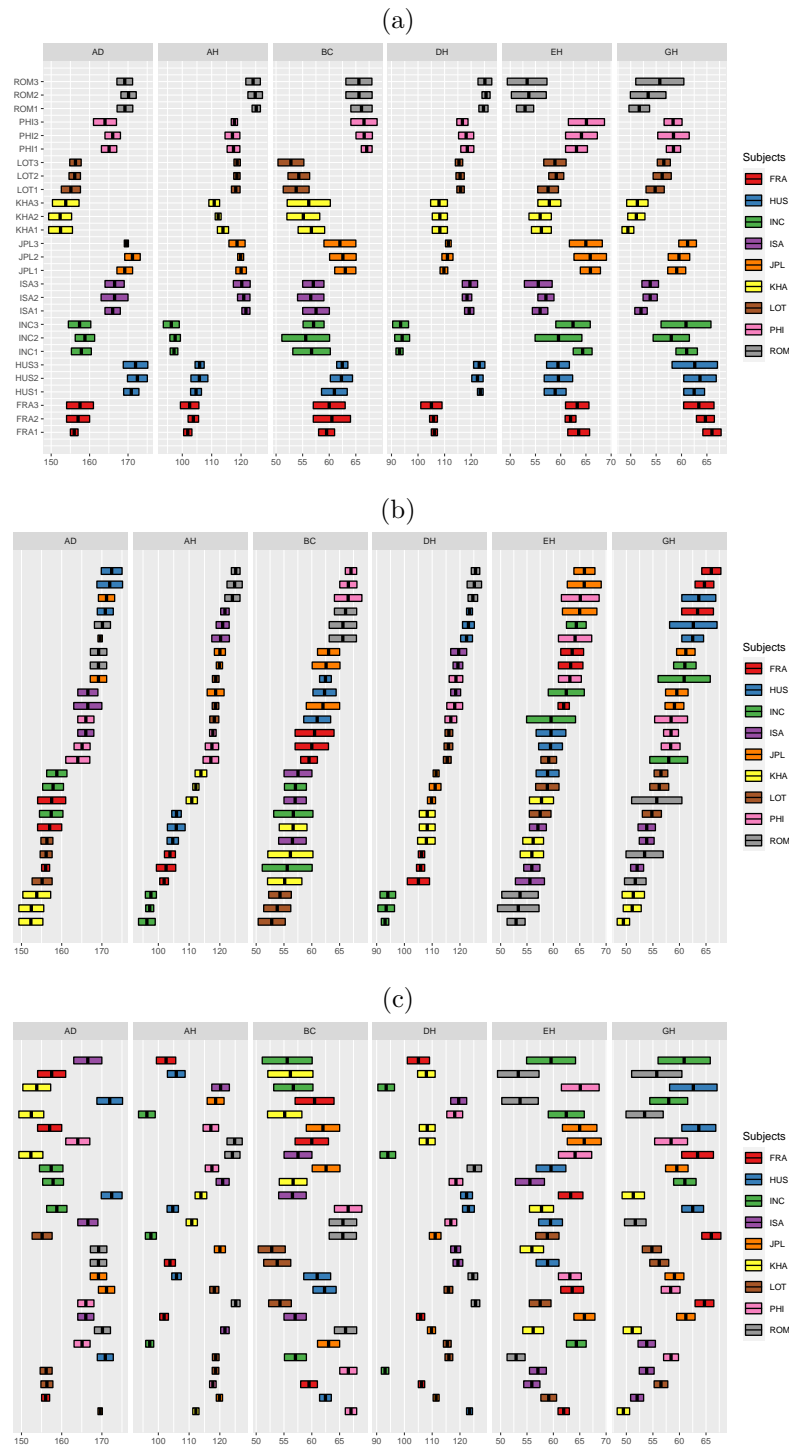 (a)
AD AH BC DH EH GH
ROM3
ROM2
ROM1
PHI3
PHI2
PHI1
LOT3
LOT2
LOT1
KHA3
KHA2
KHA1
JPL3
JPL2
JPL1
ISA3
ISA2
ISA1
INC3
INC2
INC1
HUS3
HUS2
HUS1
FRA3
FRA2
FRA1
150 160 170 100 110 120 50 55 60 65 90 100 110 120 50 55 60 65 70 50 55 60 65
Subjects
FRA
HUS
INC
ISA
JPL
KHA
LOT
PHI
ROM
(b)
AD AH BC DH EH GH
150 160 170 100 110 120 50 55 60 65 90 100 110 120 50 55 60 65 70 50 55 60 65
Subjects
FRA
HUS
INC
ISA
JPL
KHA
LOT
PHI
ROM
(c)
AD AH BC DH EH GH
150 160 170 100 110 120 50 55 60 65 90 100 110 120 50 55 60 65 70 50 55 60 65
Subjects
FRA
HUS
INC
ISA
JPL
KHA
LOT
PHI
ROM